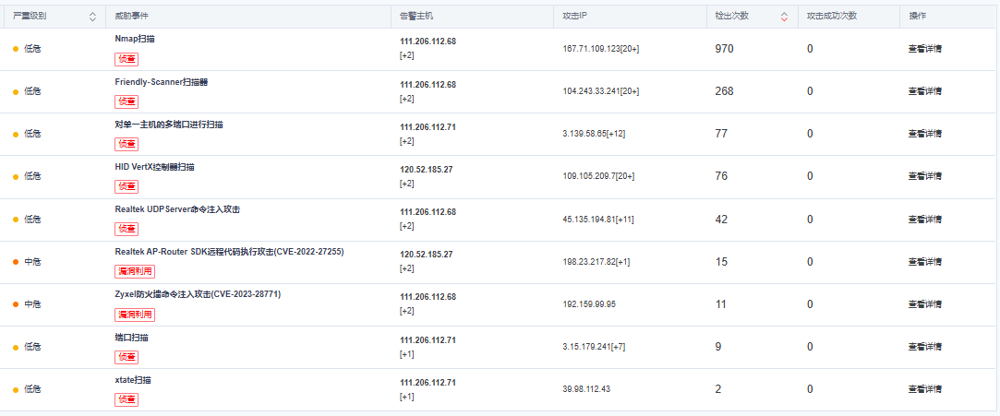 严重级别 威胁事件 告警主机 攻击IP 检出次数 攻击成功次数 操作
低危 Nmap扫描 侦查 111.206.112.68 [+2] 167.71.109.123[20+] 970 0 查看详情
低危 Friendly-Scanner扫描器 侦查 111.206.112.68 [+2] 104.243.33.241[20+] 268 0 查看详情
低危 对单一主机的多端口进行扫描 侦查 111.206.112.71 [+2] 3.139.58.65[+12] 77 0 查看详情
低危 HID VertX控制器扫描 侦查 120.52.185.27 [+2] 109.105.209.7[20+] 76 0 查看详情
低危 Realtek UDPServer命令注入攻击 侦查 111.206.112.68 [+2] 45.135.194.81[+11] 42 0 查看详情
中危 Realtek AP-Router SDK远程代码执行攻击(CVE-2022-27255) 漏洞利用 120.52.185.27 [+2] 198.23.217.82[+1] 15 0 查看详情
中危 Zyxel防火墙命令注入攻击(CVE-2023-28771) 漏洞利用 111.206.112.68 [+2] 192.159.99.95 11 0 查看详情
低危 端口扫描 侦查 111.206.112.71 [+1] 3.15.179.241[+7] 9 0 查看详情
低危 xtate扫描 侦查 111.206.112.71 [+1] 39.98.112.43 2 0 查看详情